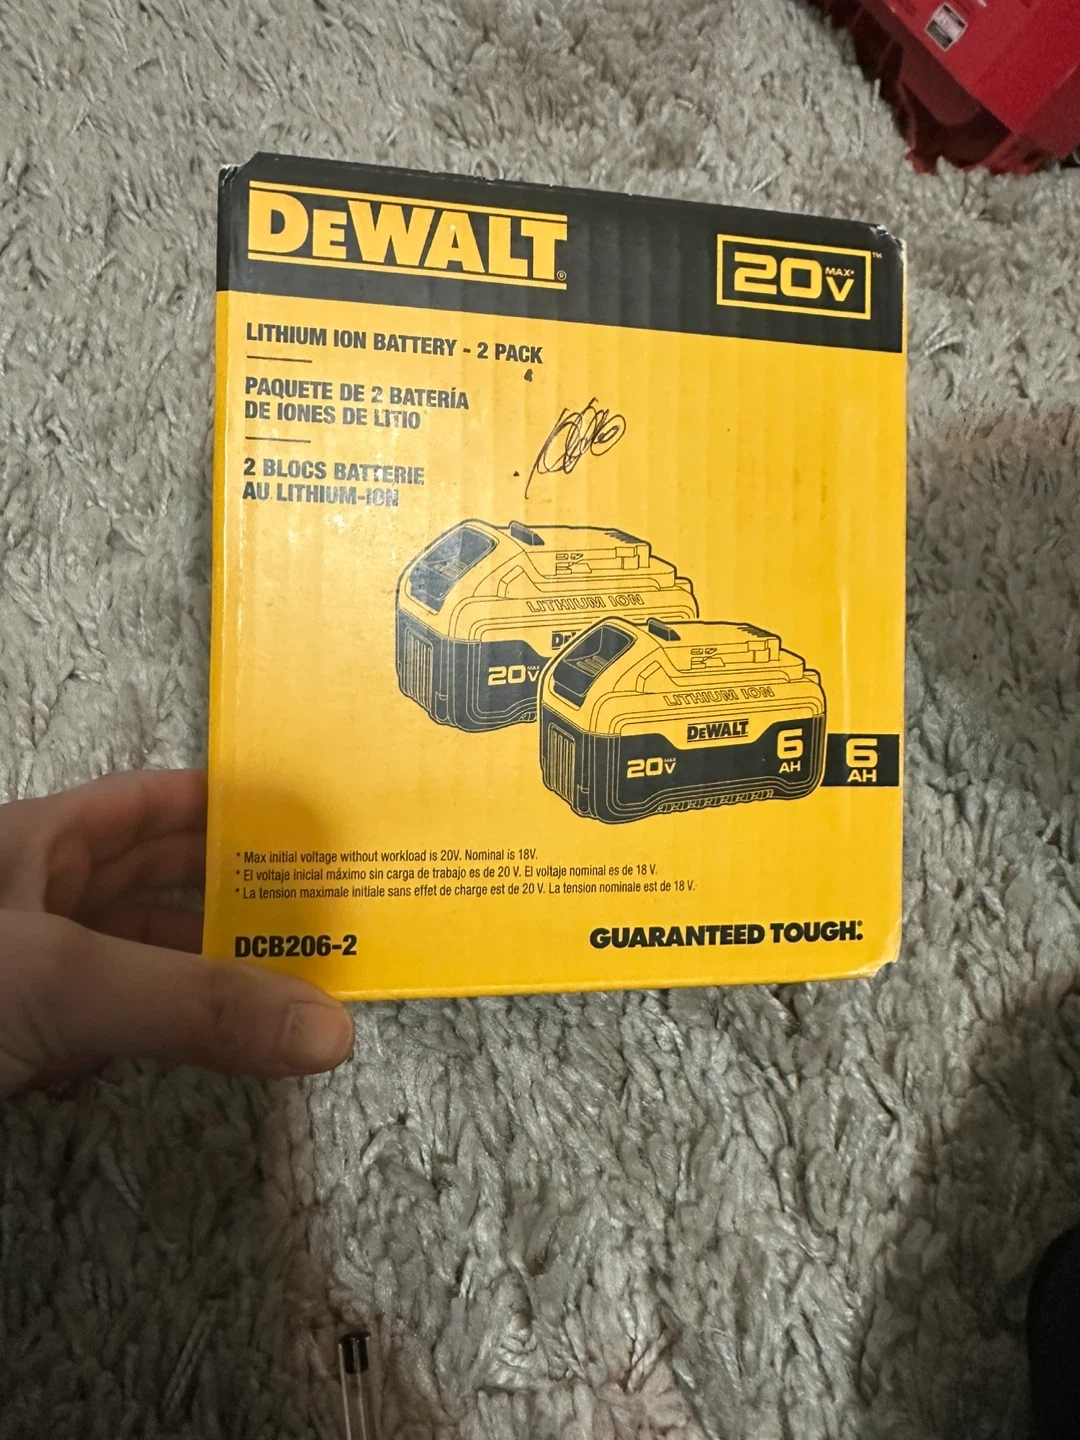 DEWALT®
20V MAX*™
LITHIUM ION BATTERY - 2 PACK
PAQUETE DE 2 BATERÍA
DE IONES DE LITIO
2 BLOCS BATTERIE
AU LITHIUM-ION
LITHIUM ION
DE
20V MAX
LITHIUM ION
DEWALT
20V MAX
6
AH
6
AH
* Max initial voltage without workload is 20V. Nominal is 18V.
* El voltaje inicial máximo sin carga de trabajo es de 20 V. El voltaje nominal es de 18 V.
* La tension maximale initiale sans effet de charge est de 20 V. La tension nominale est de 18 V.
DCB206-2
GUARANTEED TOUGH.®